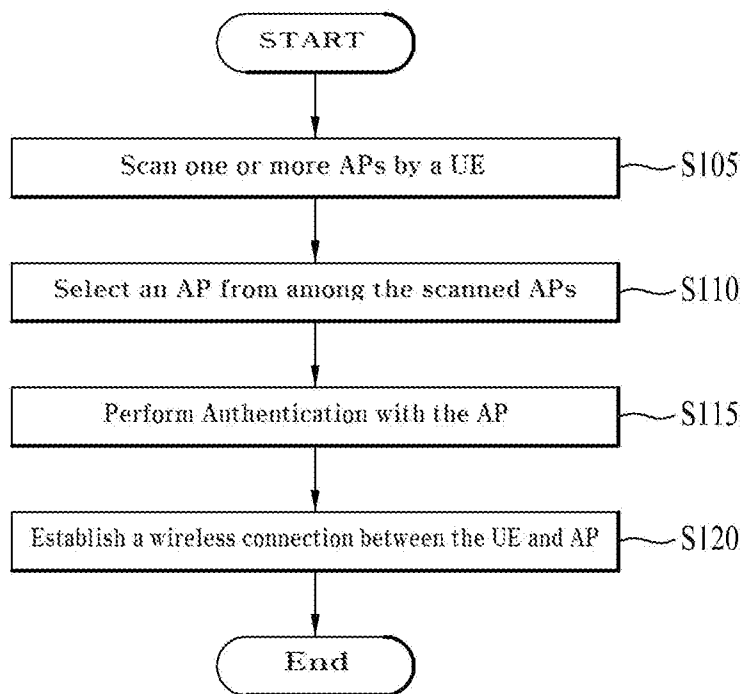 START
Scan one or more APs by a UE
S105
Select an AP from among the scanned APs
S110
Perform Authentication with the AP
S115
Establish a wireless connection between the UE and AP
S120
End